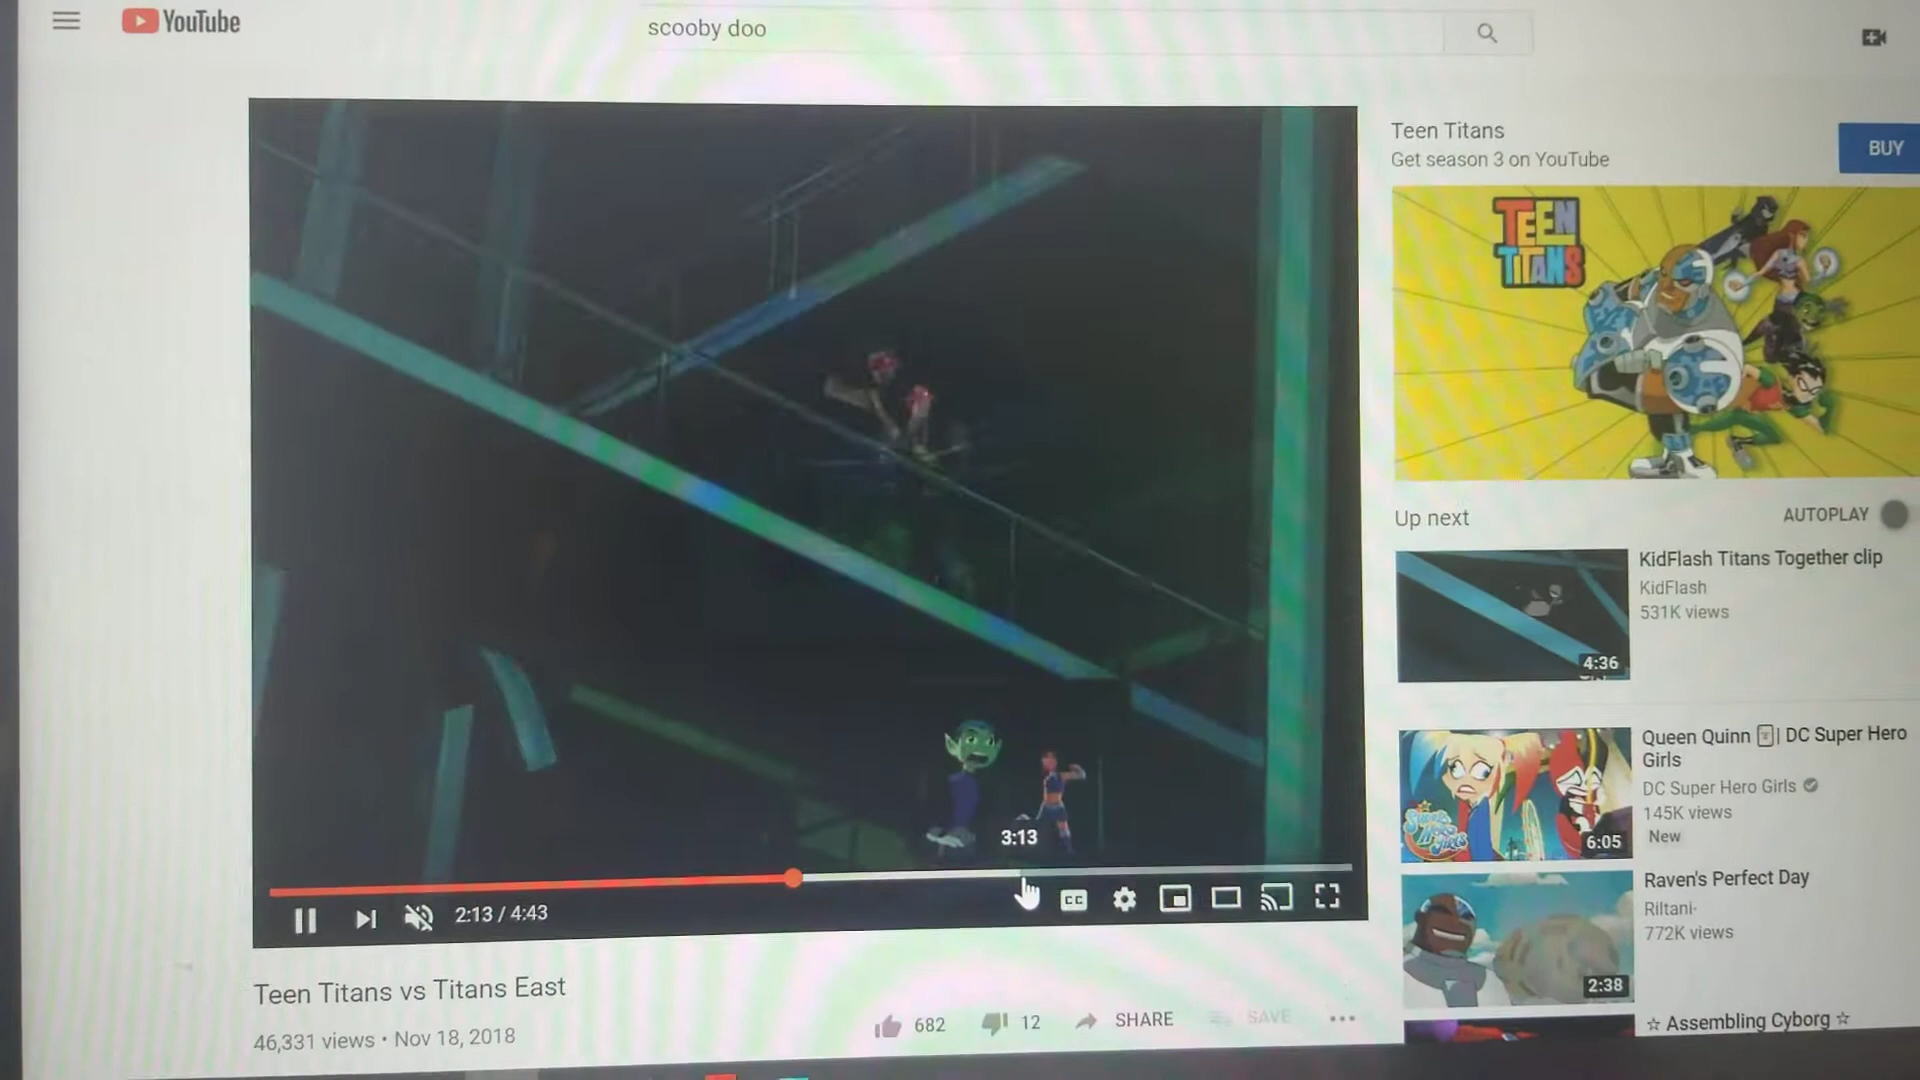 YouTube
scooby doo
Teen Titans
Get season 3 on YouTube
BUY
TEEN
TITANS
Up next
AUTOPLAY
KidFlash Titans Together clip
KidFlash
531K views
4:36
Queen Quinn | DC Super Hero
Girls
DC Super Hero Girls
145K views
New
6:05
Raven's Perfect Day
Riltani-
772K views
2:38
☆ Assembling Cyborg ☆
3:13
CC
2:13 / 4:43
Teen Titans vs Titans East
46,331 views • Nov 18, 2018
682
12
SHARE
SAVE